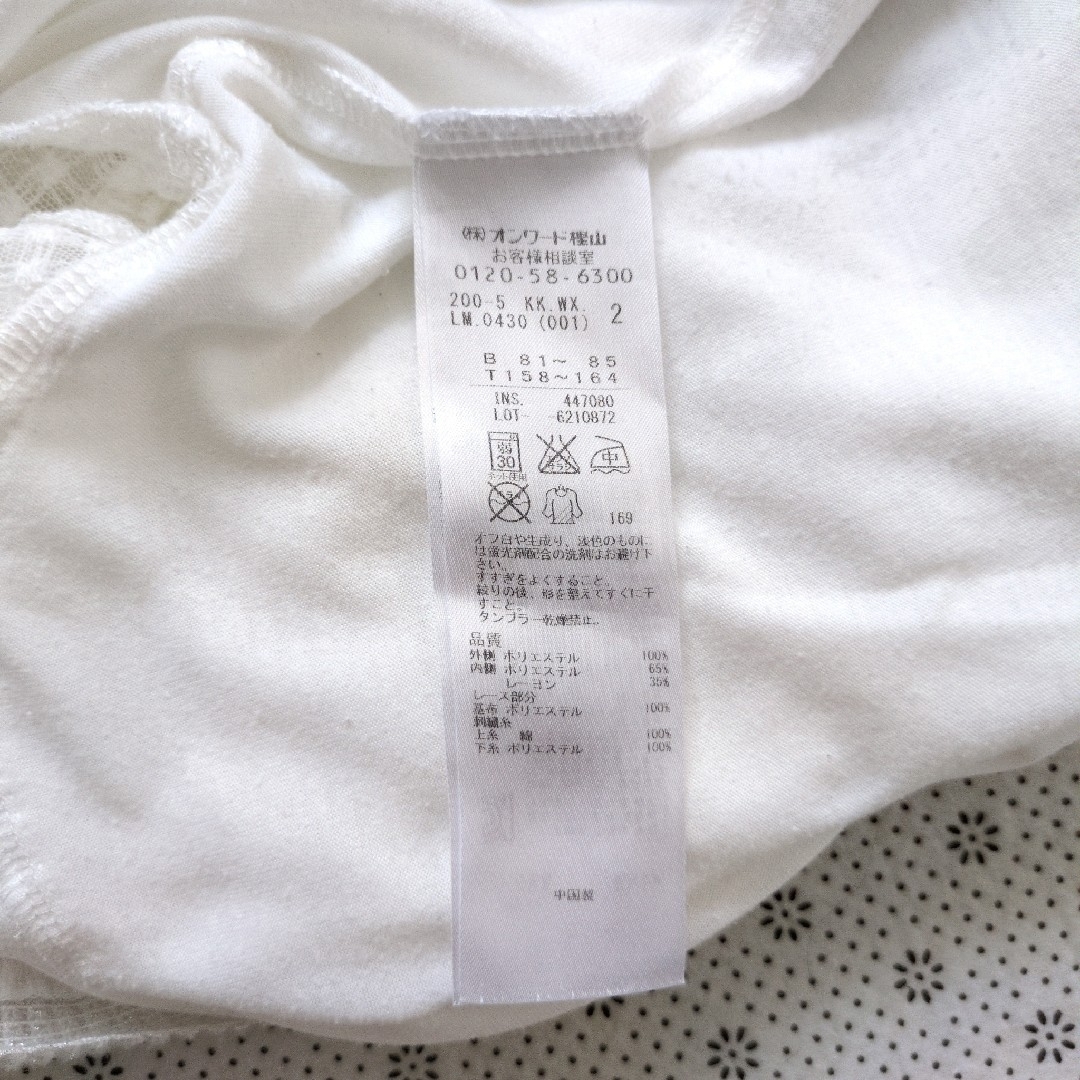 ㈱オンワード樫山
お客様相談室
0120-58-6300
200-5 KK.WX. 2
LM.0430 (001)
B 81~ 85
T158~164
INS. 447080
LOT- -6210872
弱 30 中
ネット使用
169
オフ白や生成り、淡色のものに
は蛍光剤配合の洗剤はお避け下
さい。
すすぎをよくすること。
絞りの後、形を整えてすぐに干
すこと。
タンブラー乾燥禁止。
品質
外側 ポリエステル 100%
内側 ポリエステル 65%
レーヨン 35%
レース部分
基布 ポリエステル 100%
刺繍糸
上糸 綿 100%
下糸 ポリエステル 100%
中国製